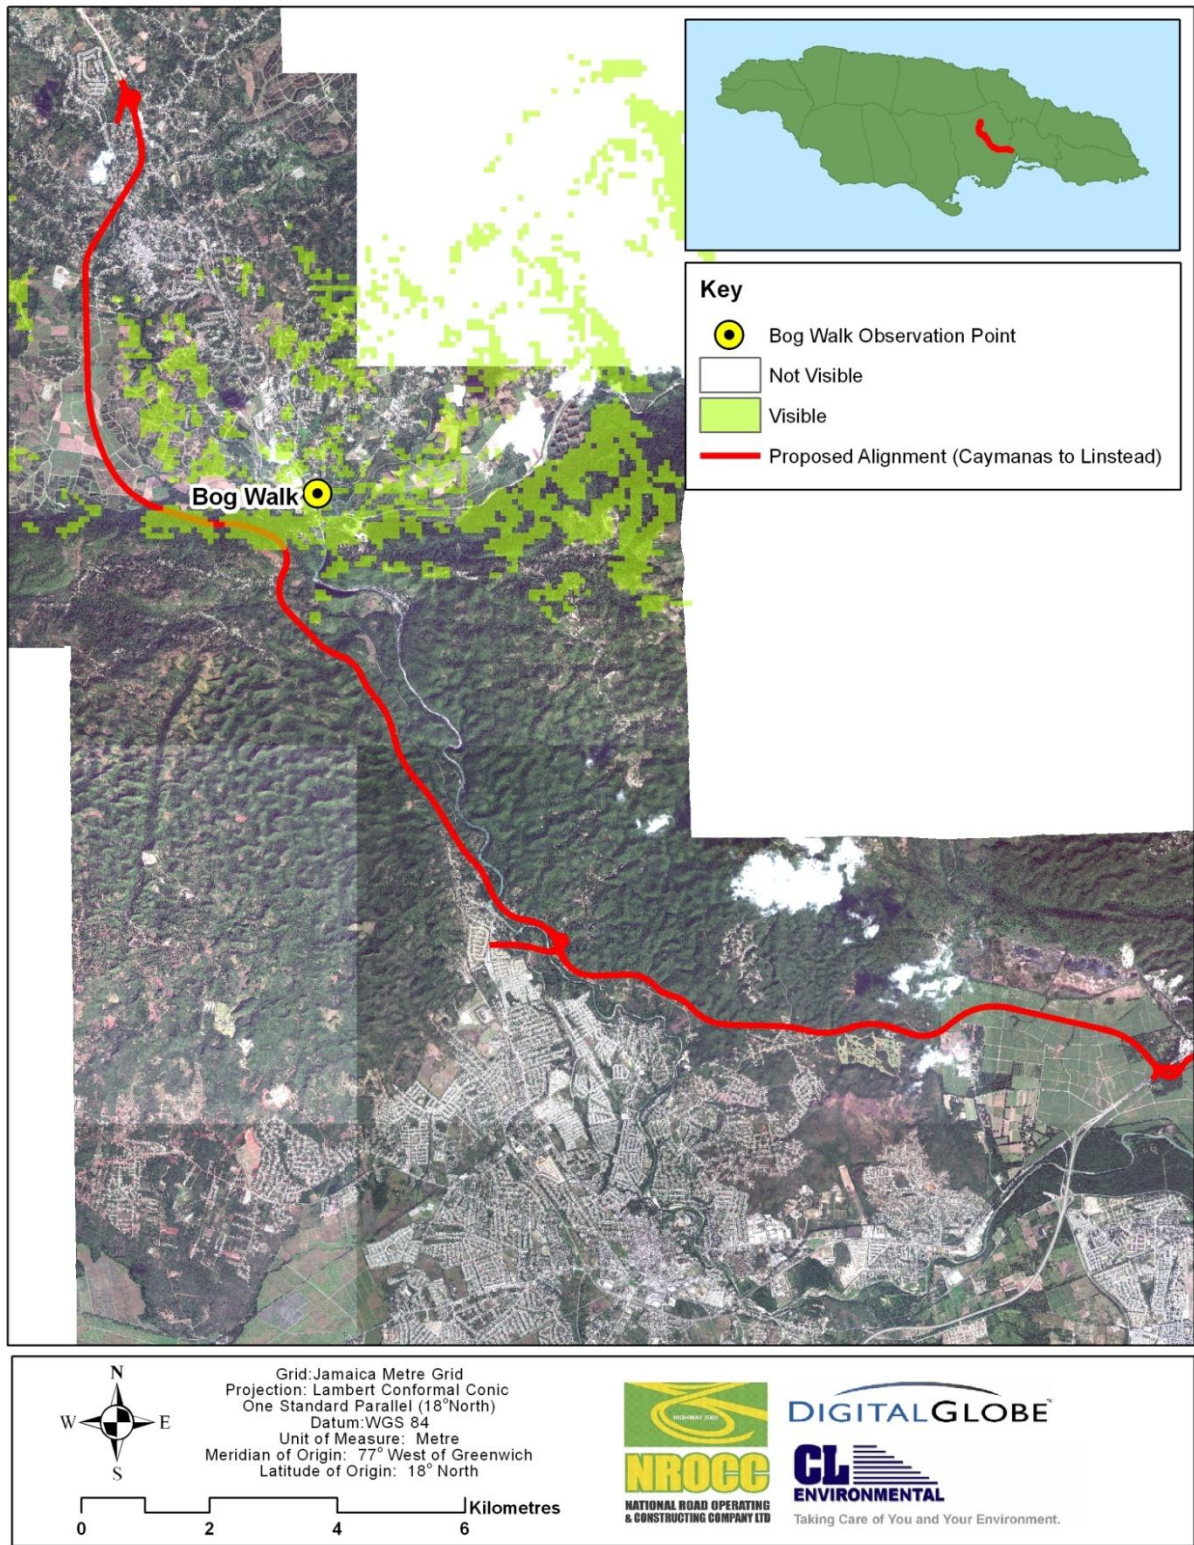 Key
Bog Walk Observation Point
Not Visible
Visible
Proposed Alignment (Caymanas to Linstead)
Bog Walk
N
W E
S
Grid:Jamaica Metre Grid
Projection: Lambert Conformal Conic
One Standard Parallel (18°North)
Datum:WGS 84
Unit of Measure: Metre
Meridian of Origin: 77° West of Greenwich
Latitude of Origin: 18° North
Kilometres
0 2 4 6
HIGHWAY 2000
NROCC
NATIONAL ROAD OPERATING
& CONSTRUCTING COMPANY LTD
DIGITALGLOBE™
CL
ENVIRONMENTAL
Taking Care of You and Your Environment.